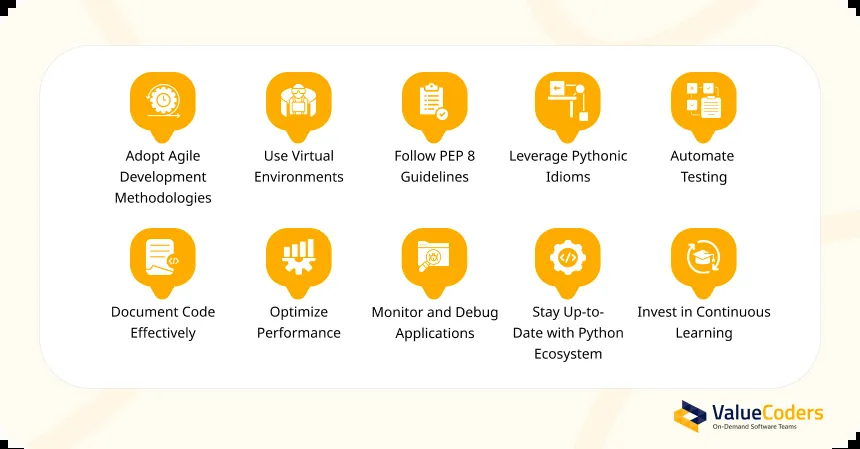 Adopt Agile
Development
Methodologies
Use Virtual
Environments
Follow PEP 8
Guidelines
Leverage Pythonic
Idioms
Automate
Testing
Document Code
Effectively
Optimize
Performance
Monitor and Debug
Applications
Stay Up-to-
Date with Python
Ecosystem
Invest in Continuous
Learning
ValueCoders
On-Demand Software Teams